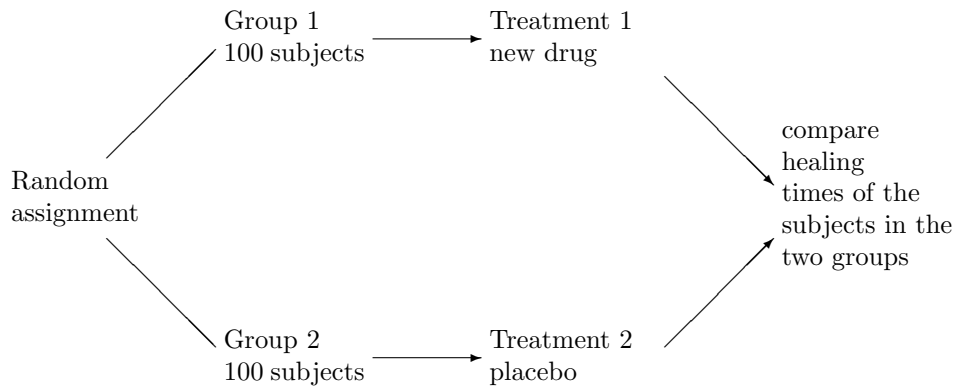 Group 1
100 subjects
Treatment 1
new drug
Random
assignment
compare
healing
times of the
subjects in the
two groups
Group 2
100 subjects
Treatment 2
placebo